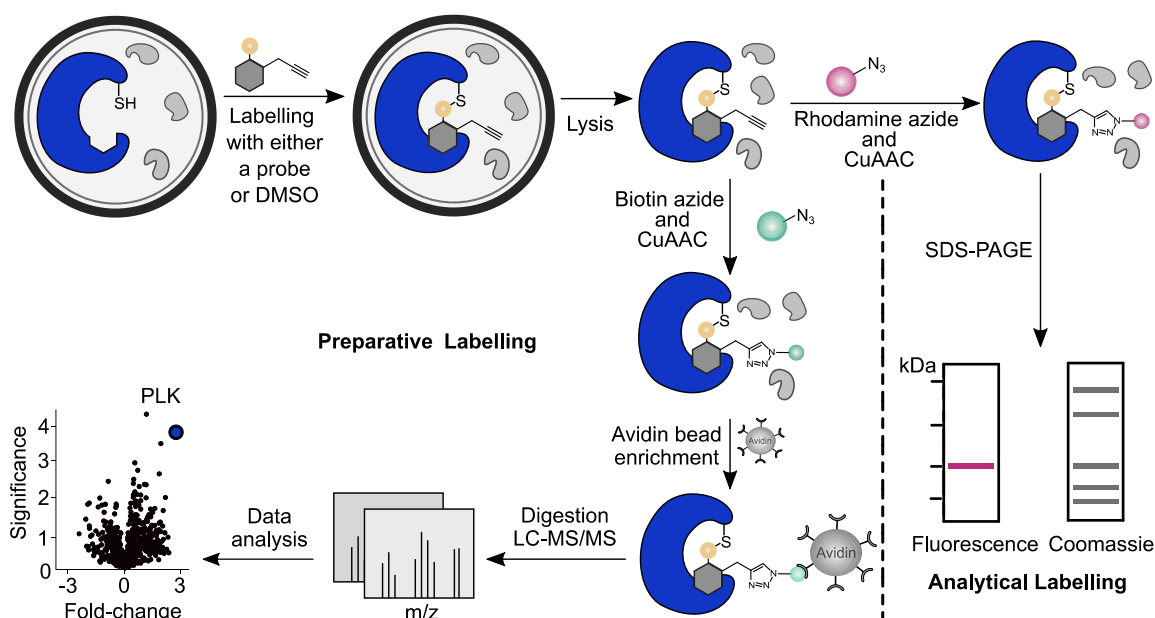 SH
Labelling
with either
a probe
or DMSO
S
Lysis
S
N₃
Rhodamine azide
and
CuAAC
S
N=N
N
Biotin azide
and
CuAAC
N₃
SDS-PAGE
S
N=N
N
Preparative Labelling
Avidin bead
enrichment
Avidin
kDa
Fluorescence
Coomassie
Analytical Labelling
PLK
Significance
4
3
2
1
0
-3
0
3
Fold-change
Data
analysis
m/z
Digestion
LC-MS/MS
S
N=N
N
Avidin